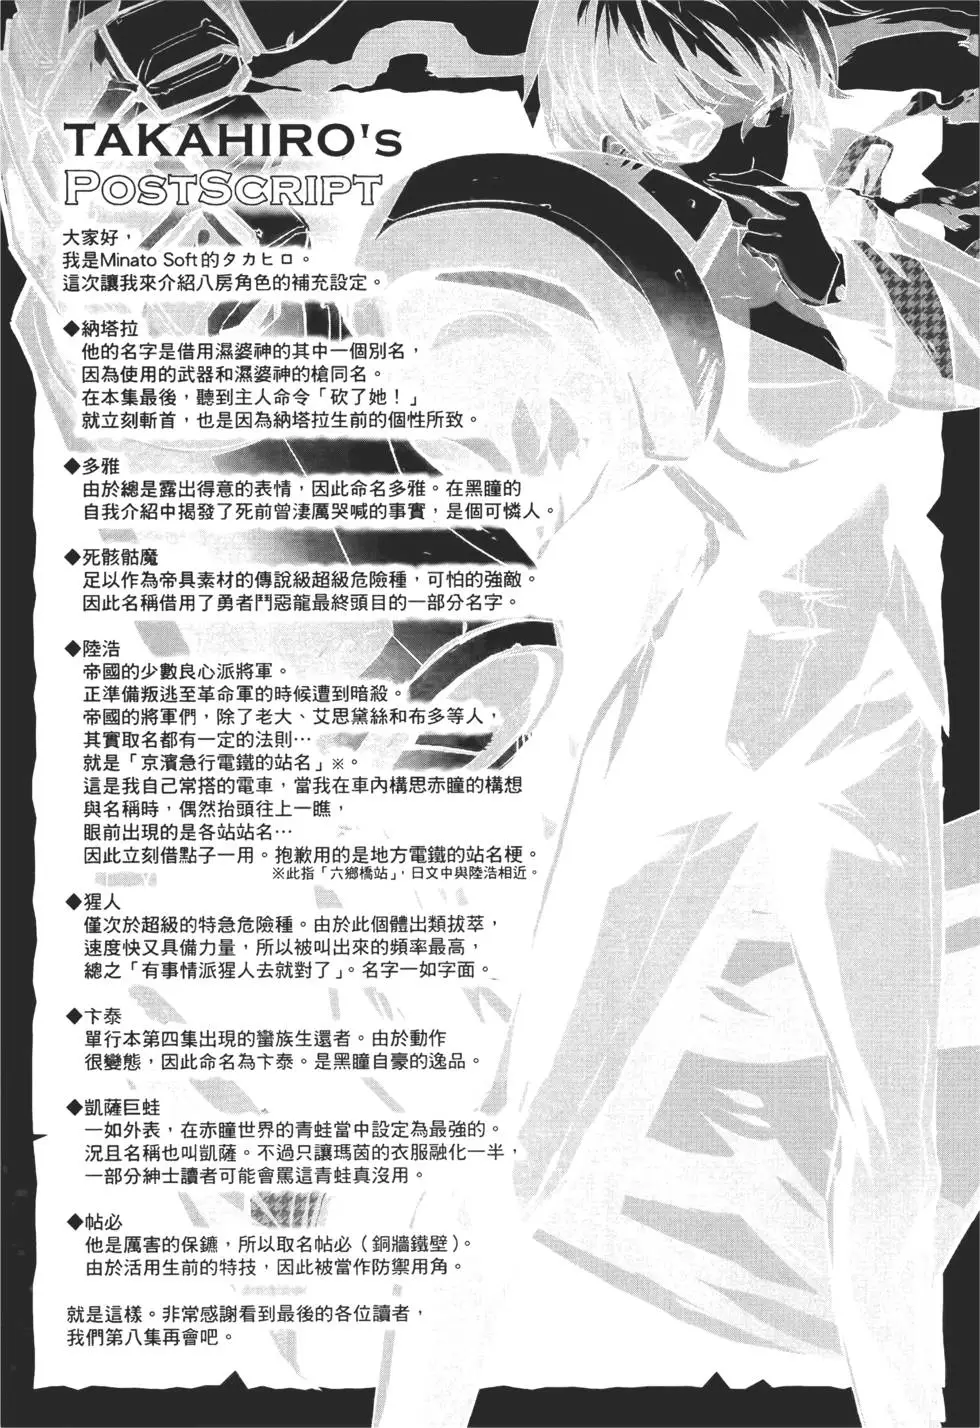 TAKAHIRO's
POSTSCRIPT
大家好，
我是Minato Soft的タカヒロ。
這次讓我來介紹八房角色的補充設定。
◆納塔拉
他的名字是借用濕婆神的其中一個別名，
因為使用的武器和濕婆神的槍同名。
在本集最後，聽到主人命令「砍了她！」
就立刻斬首，也是因為納塔拉生前的個性所致。
◆多雅
由於總是露出得意的表情，因此命名多雅。在黑瞳的
自我介紹中揭發了死前曾淒厲哭喊的事實，是個可憐人。
◆死骸骷魔
足以作為帝具素材的傳說級超級危險種，可怕的強敵。
因此名稱借用了勇者鬥惡龍最終頭目的一部分名字。
◆陸浩
帝國的少數良心派將軍。
正準備叛逃至革命軍的時候遭到暗殺。
帝國的將軍們，除了老大、艾思黛絲和布多等人，
其實取名都有一定的法則…
就是「京濱急行電鐵的站名」※。
這是我自己常搭的電車，當我在車內構思赤瞳的構想
與名稱時，偶然抬頭往上一瞧，
眼前出現的是各站站名…
因此立刻借點子一用。抱歉用的是地方電鐵的站名梗。
※此指「六鄉橋站」，日文中與陸浩相近。
◆猩人
僅次於超級的特急危險種。由於此個體出類拔萃，
速度快又具備力量，所以被叫出來的頻率最高，
總之「有事情派猩人去就對了」。名字一如字面。
◆卞泰
單行本第四集出現的蠻族生還者。由於動作
很變態，因此命名為卞泰。是黑瞳自豪的逸品。
◆凱薩巨蛙
一如外表，在赤瞳世界的青蛙當中設定為最強的。
況且名稱也叫凱薩。不過只讓瑪茵的衣服融化一半，
一部分紳士讀者可能會罵這青蛙真沒用。
◆帖必
他是厲害的保鑣，所以取名帖必（銅牆鐵壁）。
由於活用生前的特技，因此被當作防禦用角。
就是這樣。非常感謝看到最後的各位讀者，
我們第八集再會吧。